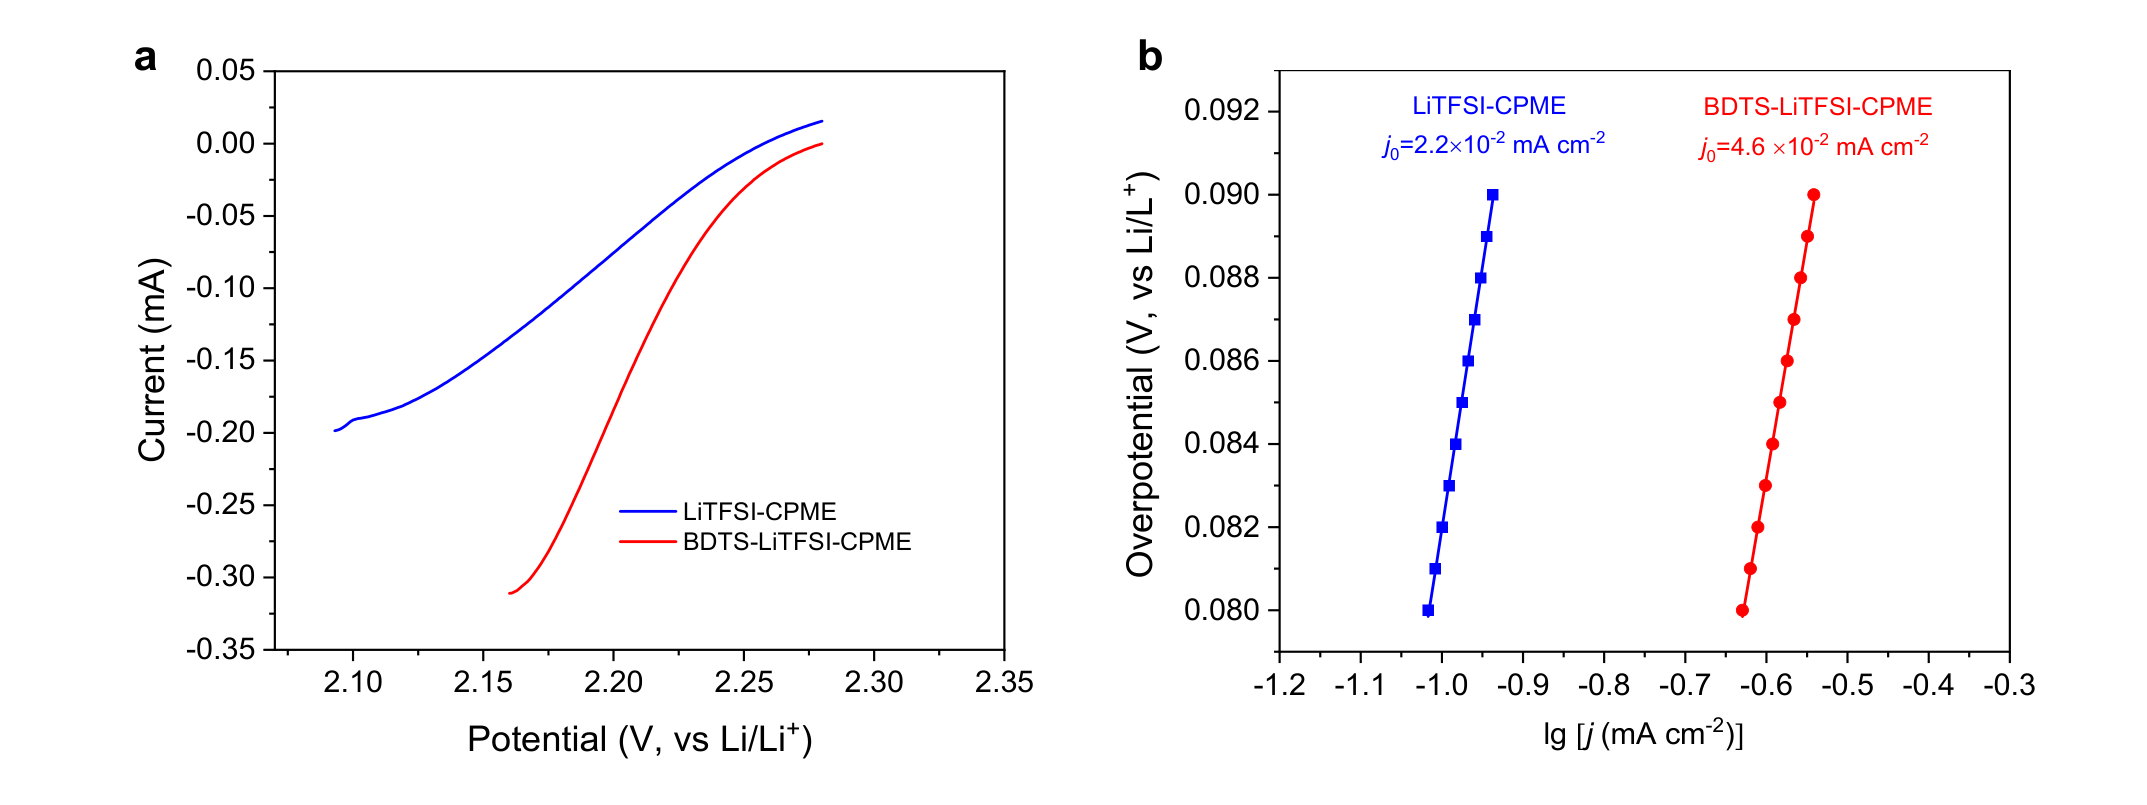 a
0.05
0.00
-0.05
-0.10
-0.15
-0.20
-0.25
-0.30
-0.35
Current (mA)
LiTFSI-CPME
BDTS-LiTFSI-CPME
2.10 2.15 2.20 2.25 2.30 2.35
Potential (V, vs Li/Li⁺)
b
LiTFSI-CPME
j₀=2.2×10⁻² mA cm⁻²
BDTS-LiTFSI-CPME
j₀=4.6 ×10⁻² mA cm⁻²
0.092
0.090
0.088
0.086
0.084
0.082
0.080
Overpotential (V, vs Li/L⁺)
-1.2 -1.1 -1.0 -0.9 -0.8 -0.7 -0.6 -0.5 -0.4 -0.3
lg [j (mA cm⁻²)]